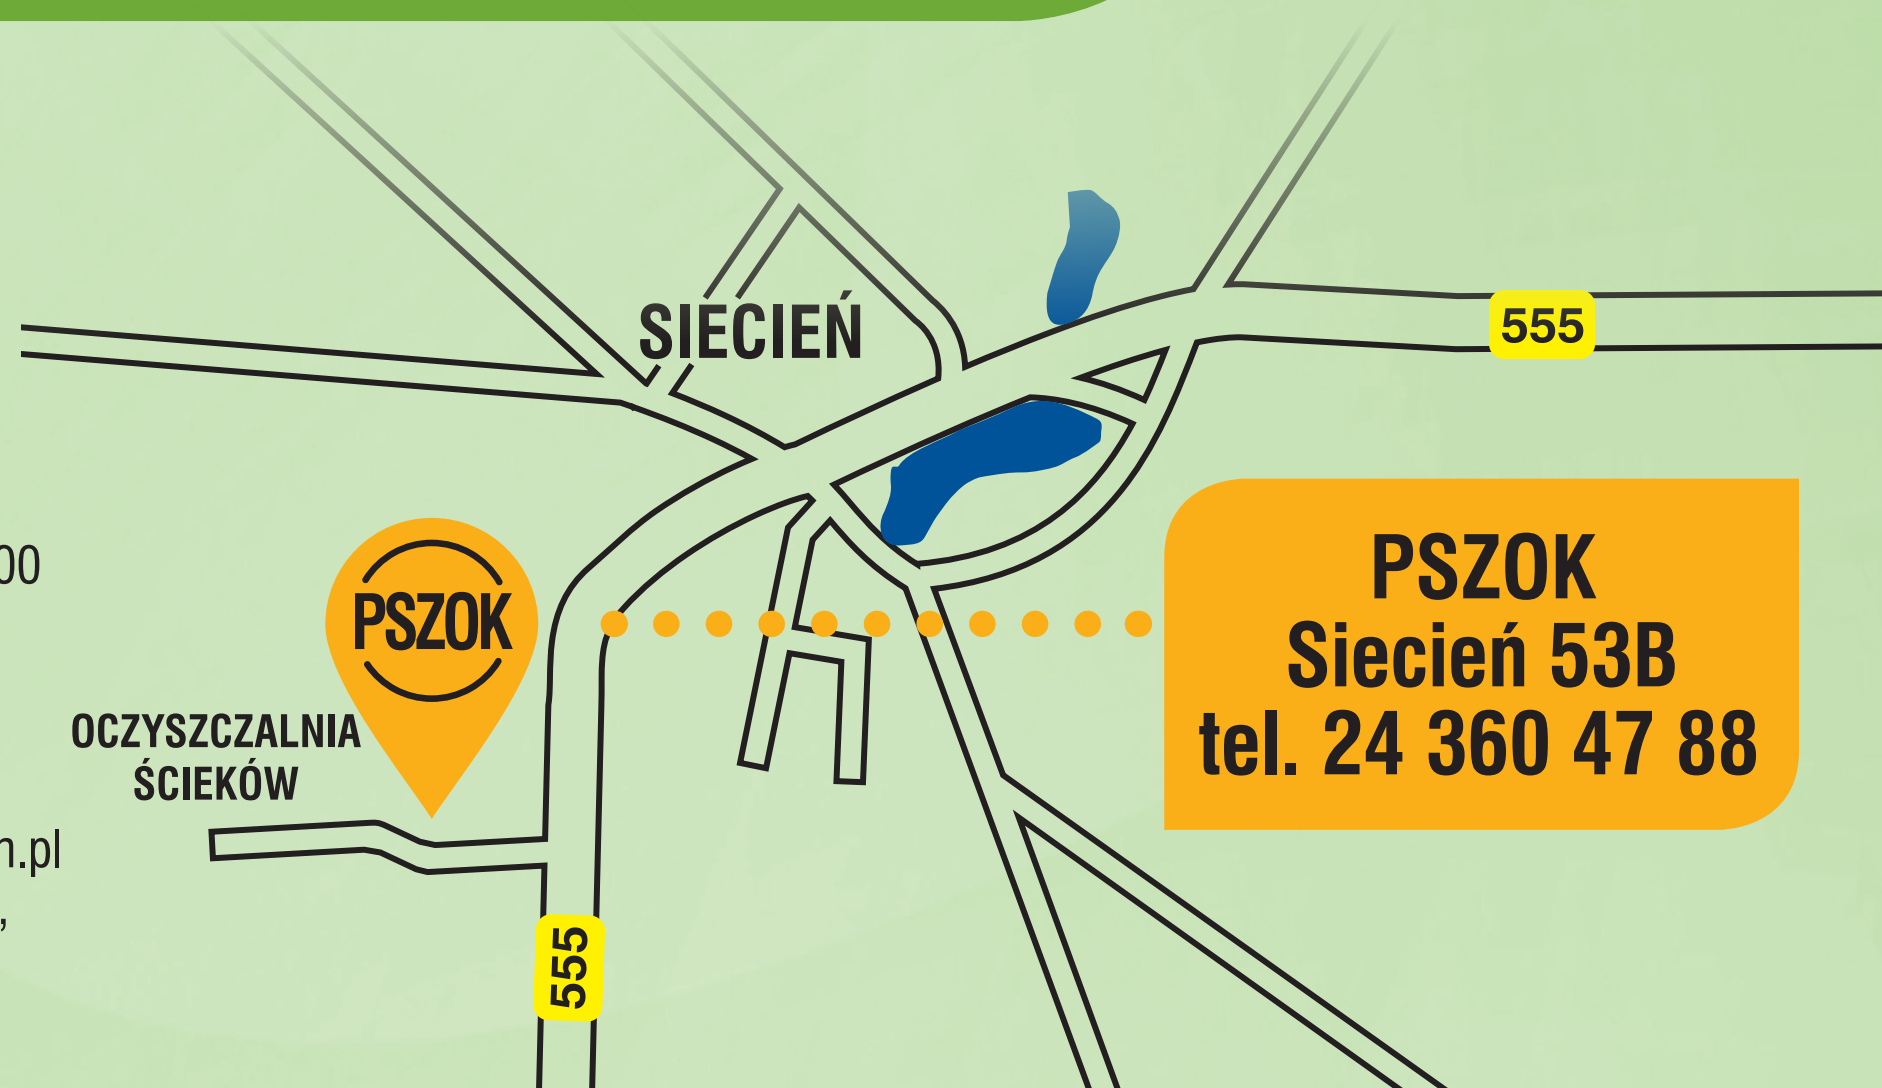 SIECIEŃ
555
00
PSZOK
OCZYSZCZALNIA
ŚCIEKÓW
PSZOK
Siecień 53B
tel. 24 360 47 88
n.pl
,
555